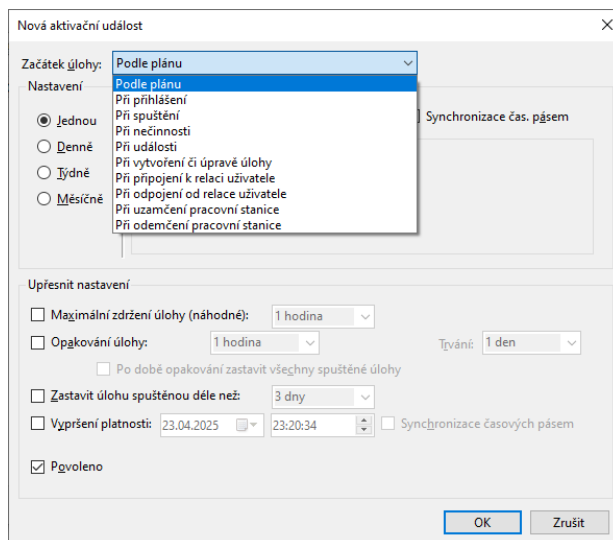 Nová aktivační událost
Začátek úlohy: Podle plánu
Nastavení
Podle plánu
Při přihlášení
Při spuštění
Při nečinnosti
Při události
Při vytvoření či úpravě úlohy
Při připojení k relaci uživatele
Při odpojení od relace uživatele
Při uzamčení pracovní stanice
Při odemčení pracovní stanice
Jednou
Denně
Týdně
Měsíčně
Synchronizace čas. pásem
Upřesnit nastavení
Maximální zdržení úlohy (náhodné): 1 hodina
Opakování úlohy: 1 hodina Trvání: 1 den
Po době opakování zastavit všechny spuštěné úlohy
Zastavit úlohu spuštěnou déle než: 3 dny
Vypršení platnosti: 23.04.2025 23:20:34 Synchronizace časových pásem
Povoleno
OK Zrušit